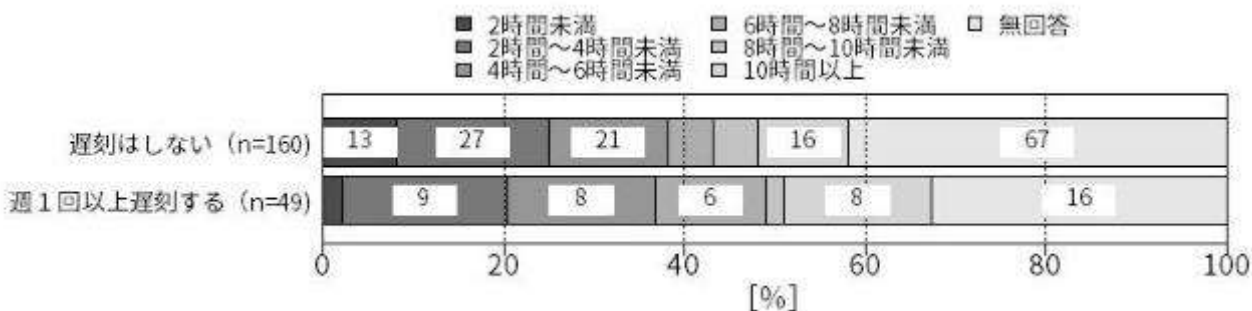 2時間未満 6時間～8時間未満 無回答
2時間～4時間未満 8時間～10時間未満
4時間～6時間未満 10時間以上
遅刻はしない（n=160) 13 27 21 16 67
週１回以上遅刻する（n=49) 9 8 6 8 16
0 20 40 60 80 100
[%]